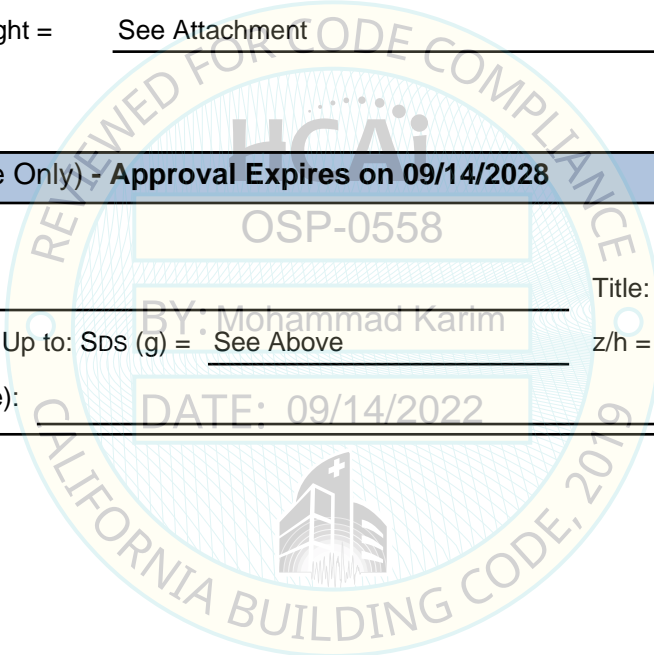 ght = See Attachment
REVIEWED FOR CODE COMPLIANCE
HCAi
e Only) - Approval Expires on 09/14/2028
OSP-0558
Title:
BY: Mohammad Karim
Up to: SDS (g) = See Above z/h =
e):
DATE: 09/14/2022
CALIFORNIA BUILDING CODE, 2019